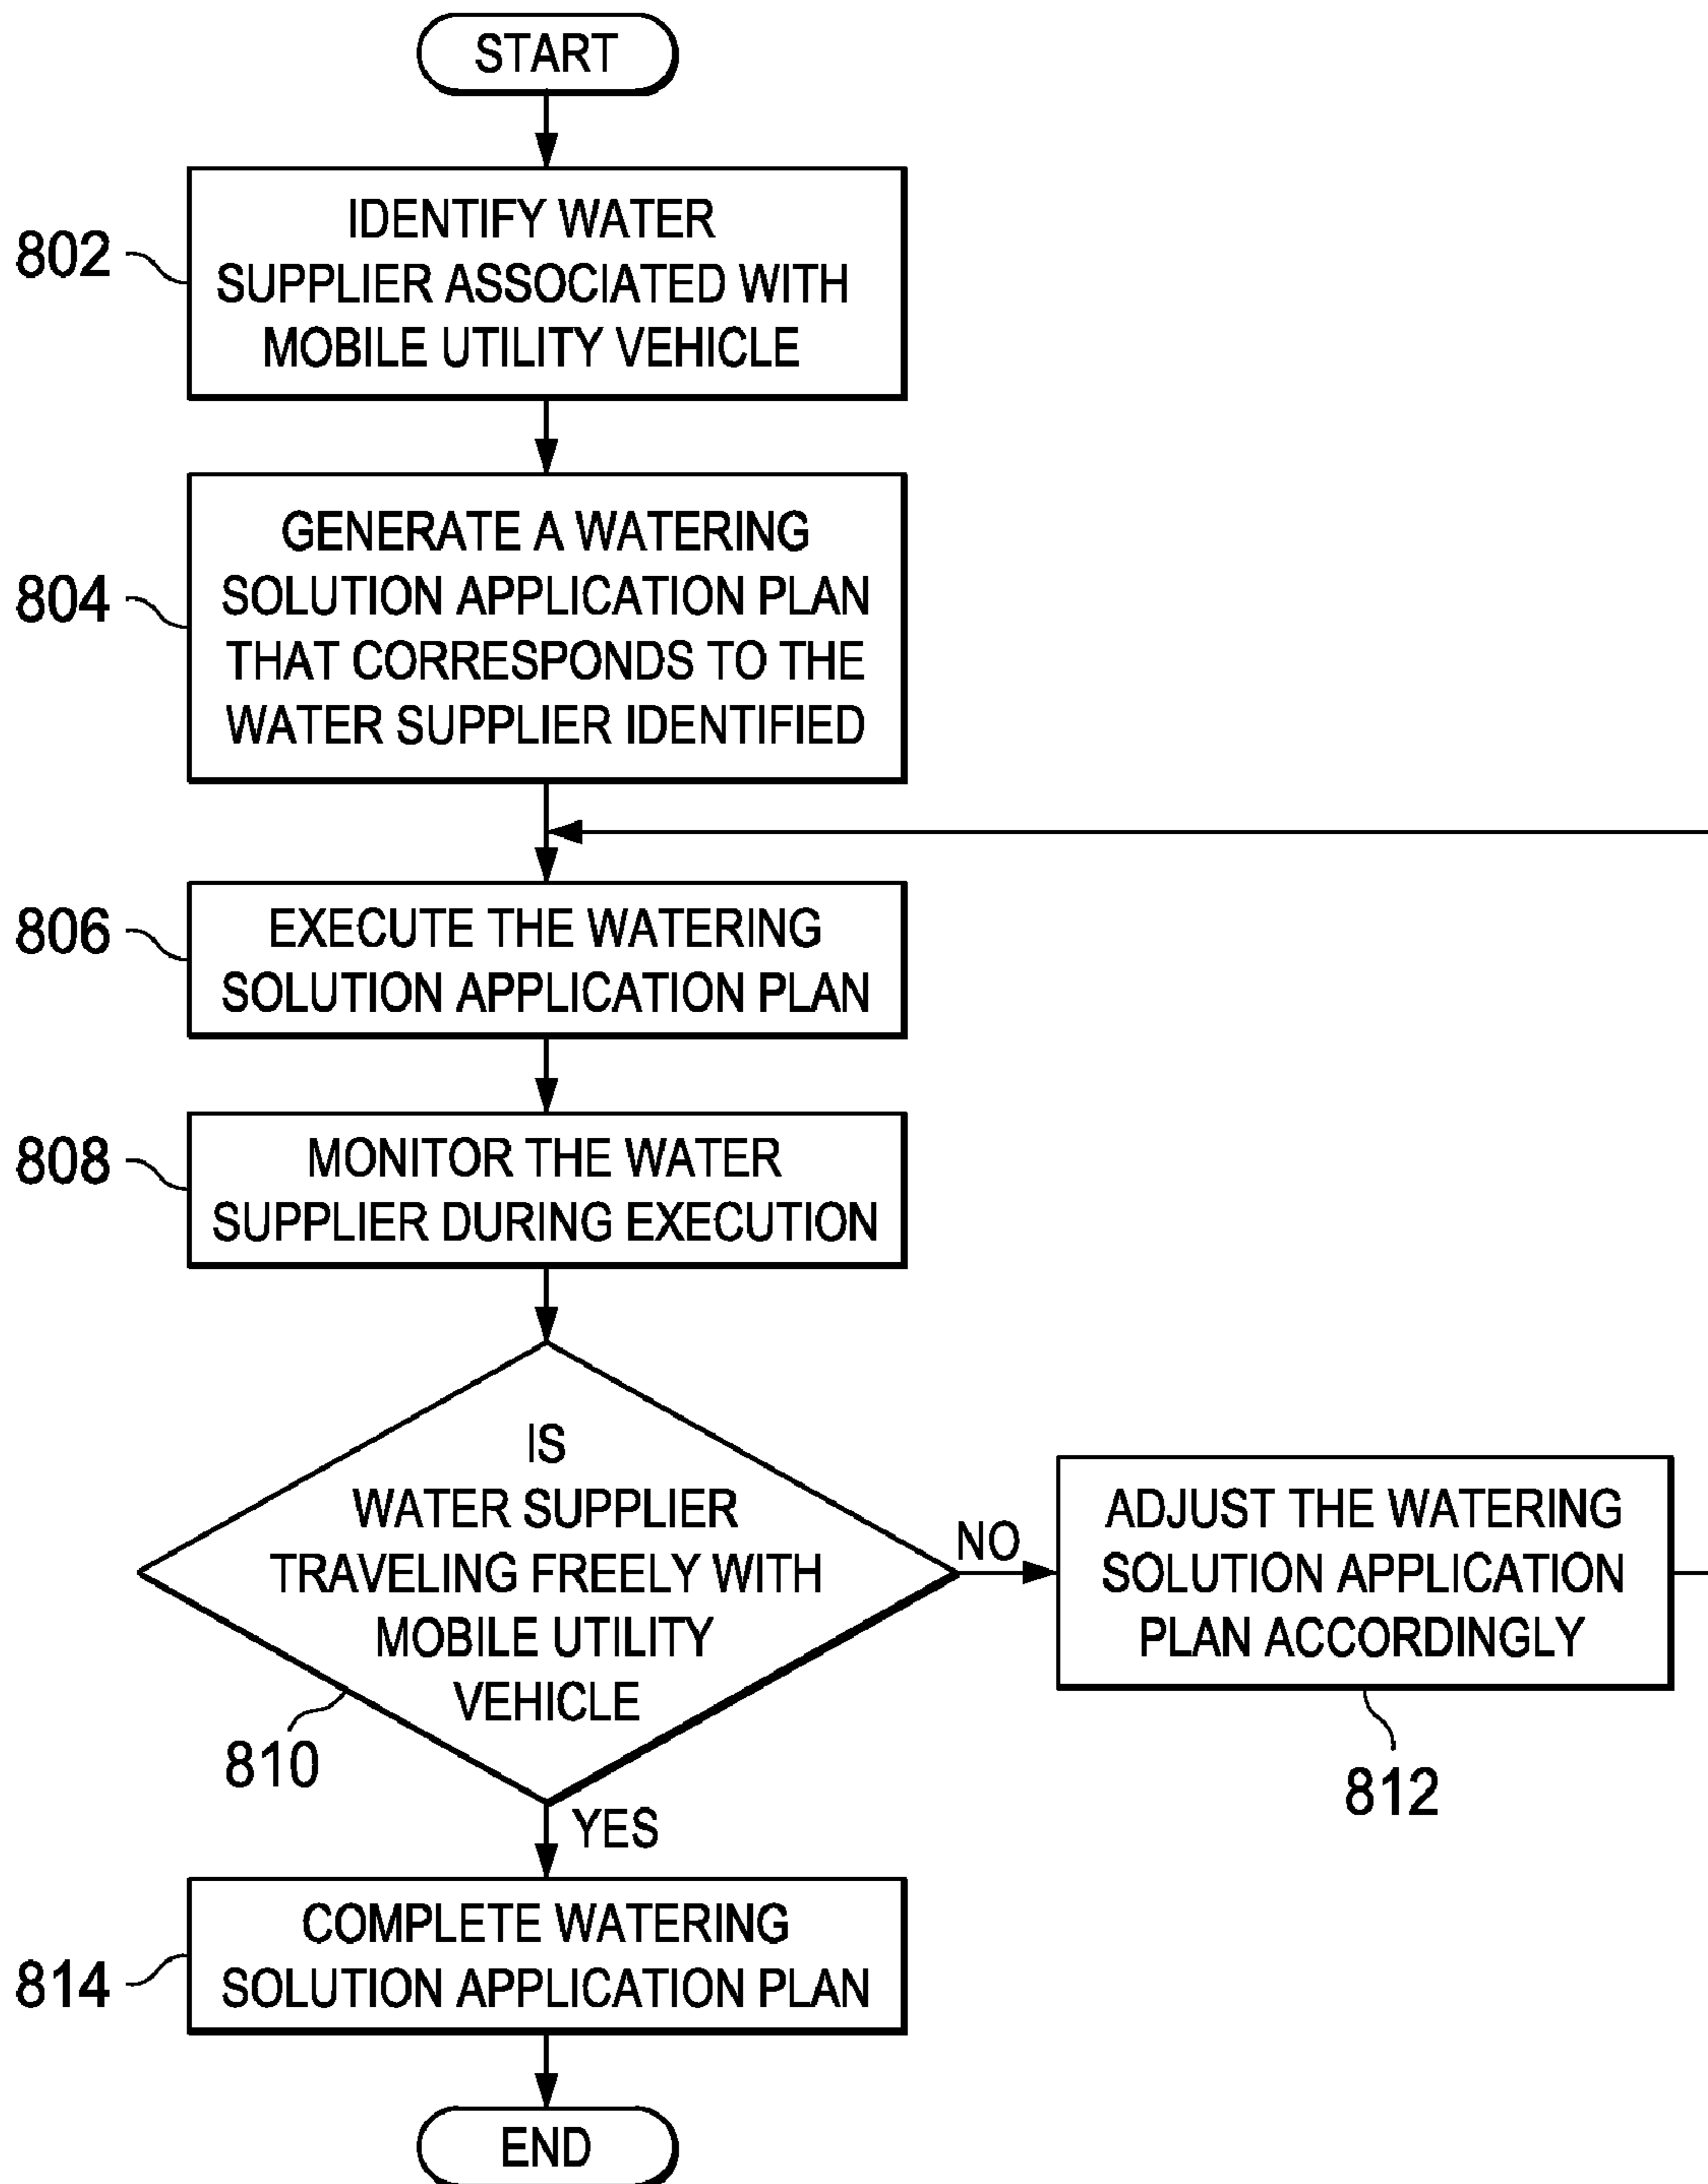 START
802
IDENTIFY WATER
SUPPLIER ASSOCIATED WITH
MOBILE UTILITY VEHICLE
804
GENERATE A WATERING
SOLUTION APPLICATION PLAN
THAT CORRESPONDS TO THE
WATER SUPPLIER IDENTIFIED
806
EXECUTE THE WATERING
SOLUTION APPLICATION PLAN
808
MONITOR THE WATER
SUPPLIER DURING EXECUTION
IS
WATER SUPPLIER
TRAVELING FREELY WITH
MOBILE UTILITY
VEHICLE
810
NO
ADJUST THE WATERING
SOLUTION APPLICATION
PLAN ACCORDINGLY
812
YES
814
COMPLETE WATERING
SOLUTION APPLICATION PLAN
END